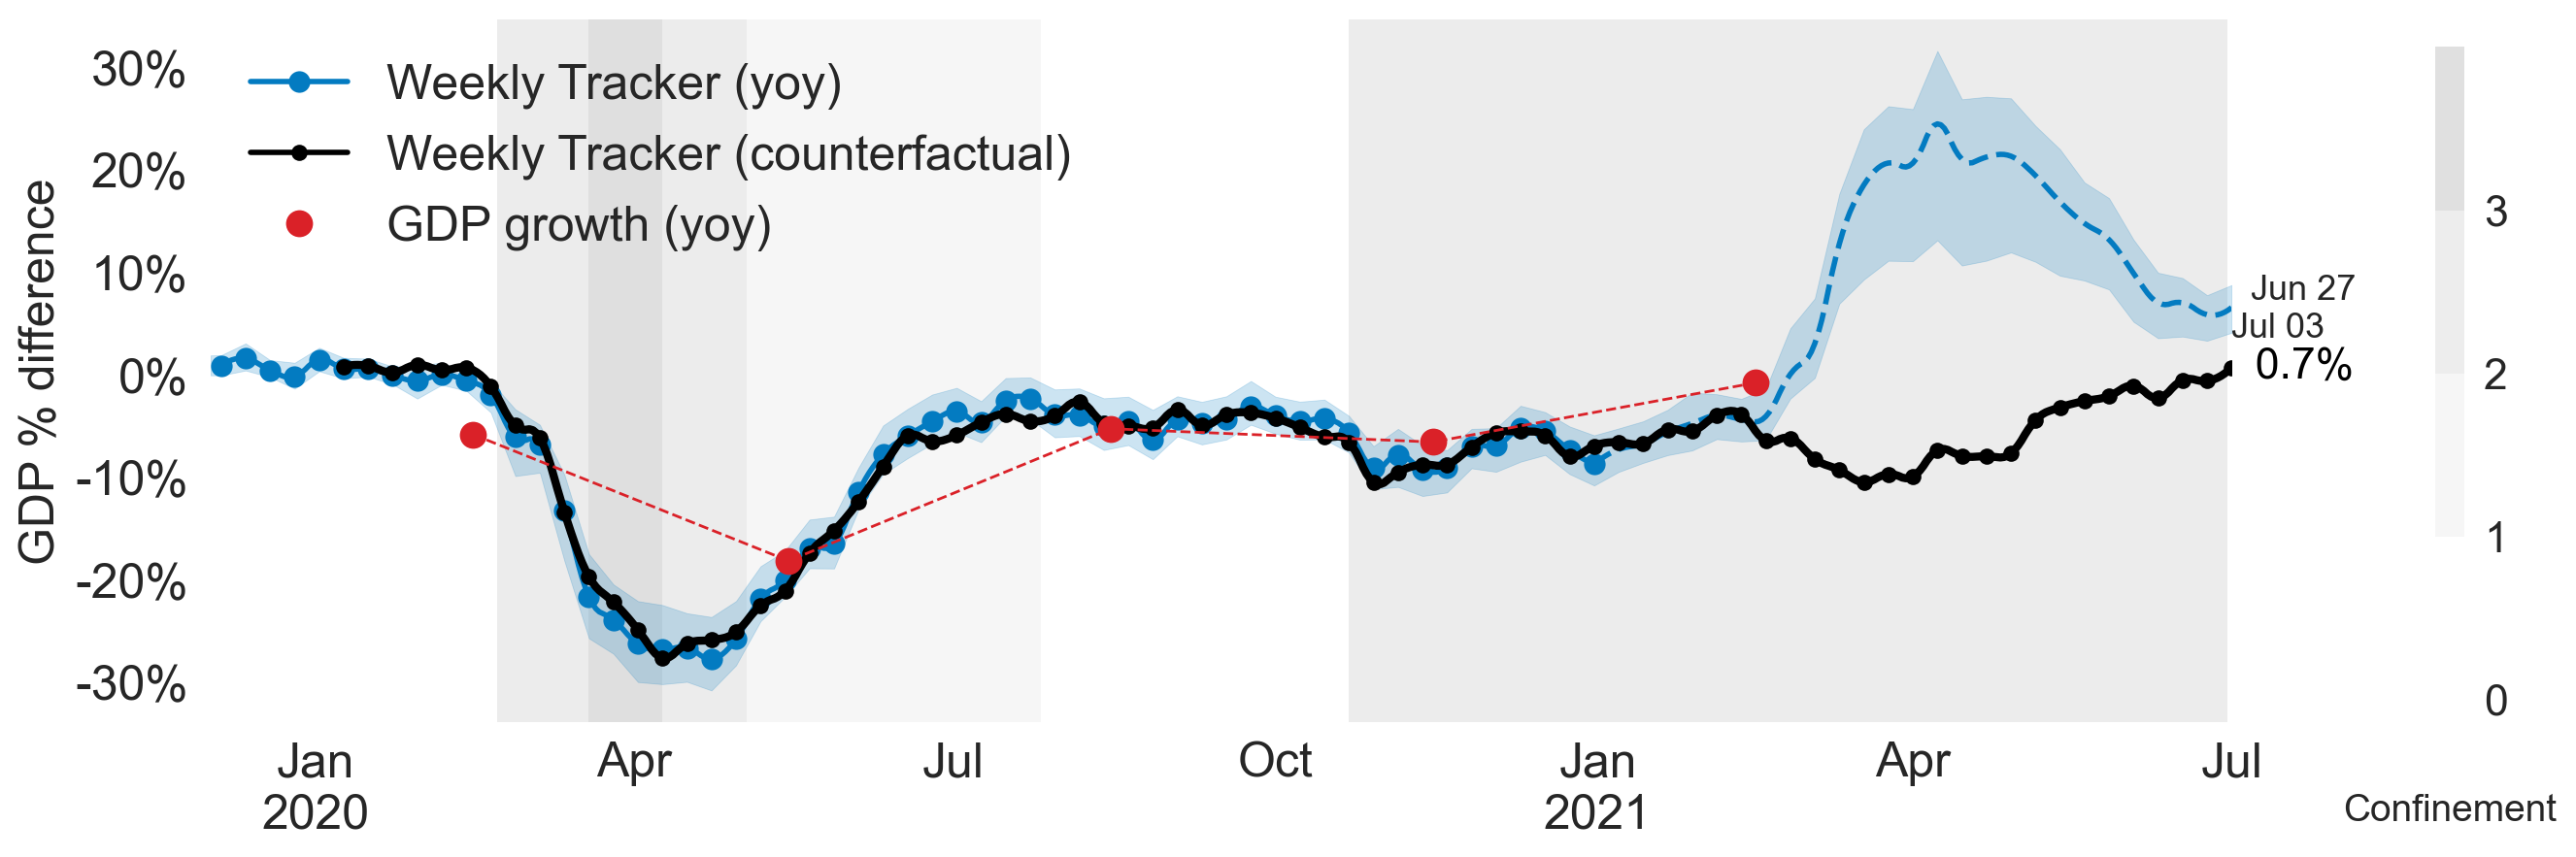 GDP % difference
30%
20%
10%
0%
-10%
-20%
-30%
Weekly Tracker (yoy)
Weekly Tracker (counterfactual)
GDP growth (yoy)
Jun 27
Jul 03
0.7%
Jan
2020
Apr
Jul
Oct
Jan
2021
Apr
Jul
3
2
1
0
Confinement